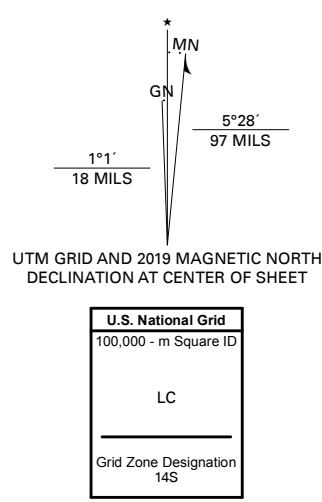 ★
MN
GN
5°28´
97 MILS
1°1´
18 MILS
UTM GRID AND 2019 MAGNETIC NORTH
DECLINATION AT CENTER OF SHEET
U.S. National Grid
100,000 - m Square ID
LC
Grid Zone Designation
14S